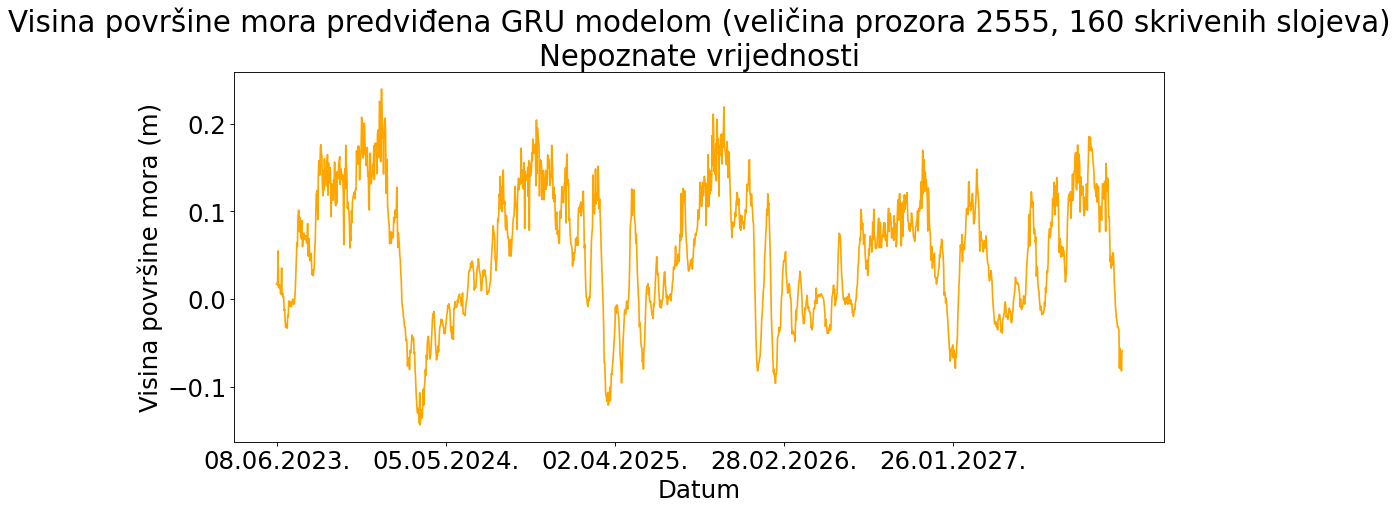 Visina površine mora predviđena GRU modelom (veličina prozora 2555, 160 skrivenih slojeva)
Nepoznate vrijednosti
Visina površine mora (m)
0.2
0.1
0.0
−0.1
08.06.2023. 05.05.2024. 02.04.2025. 28.02.2026. 26.01.2027.
Datum